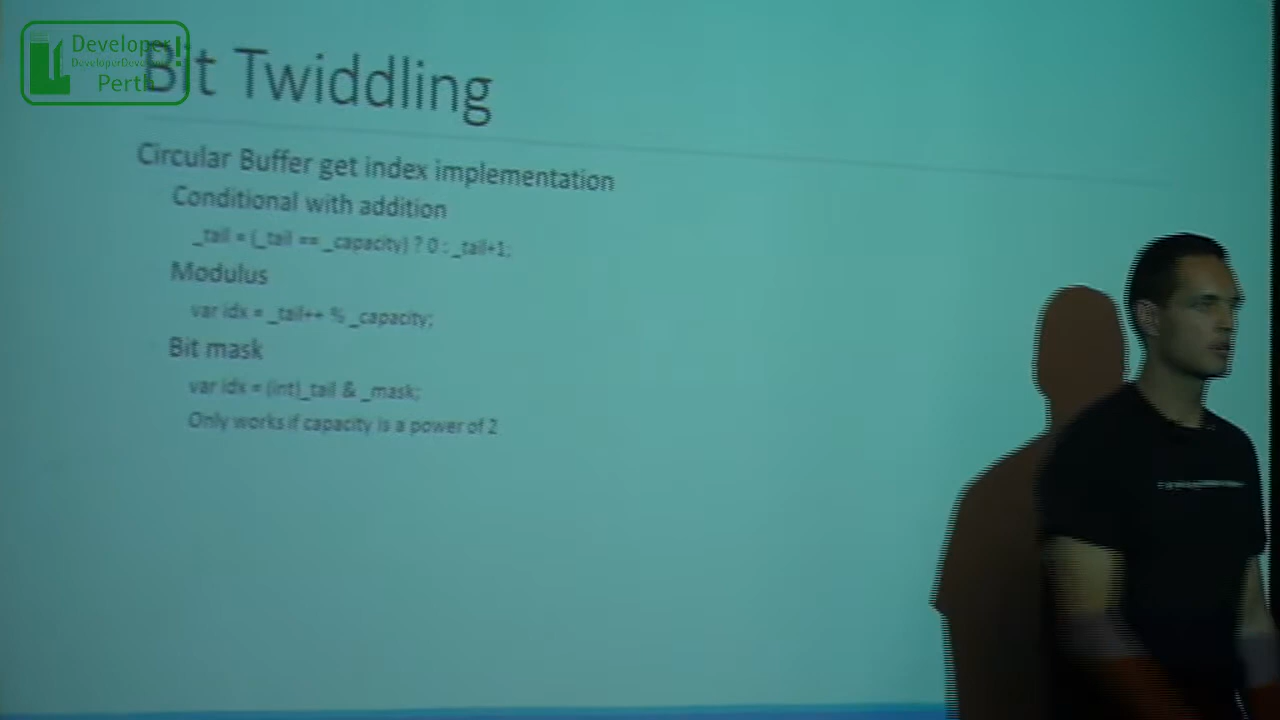 Developer!
DeveloperDevelo
Perth
Bit Twiddling
Circular Buffer get index implementation
Conditional with addition
_tail = (_tail == _capacity) ? 0 : _tail+1;
Modulus
var idx = _tail++ % _capacity;
Bit mask
var idx = (int)_tail & _mask;
Only works if capacity is a power of 2